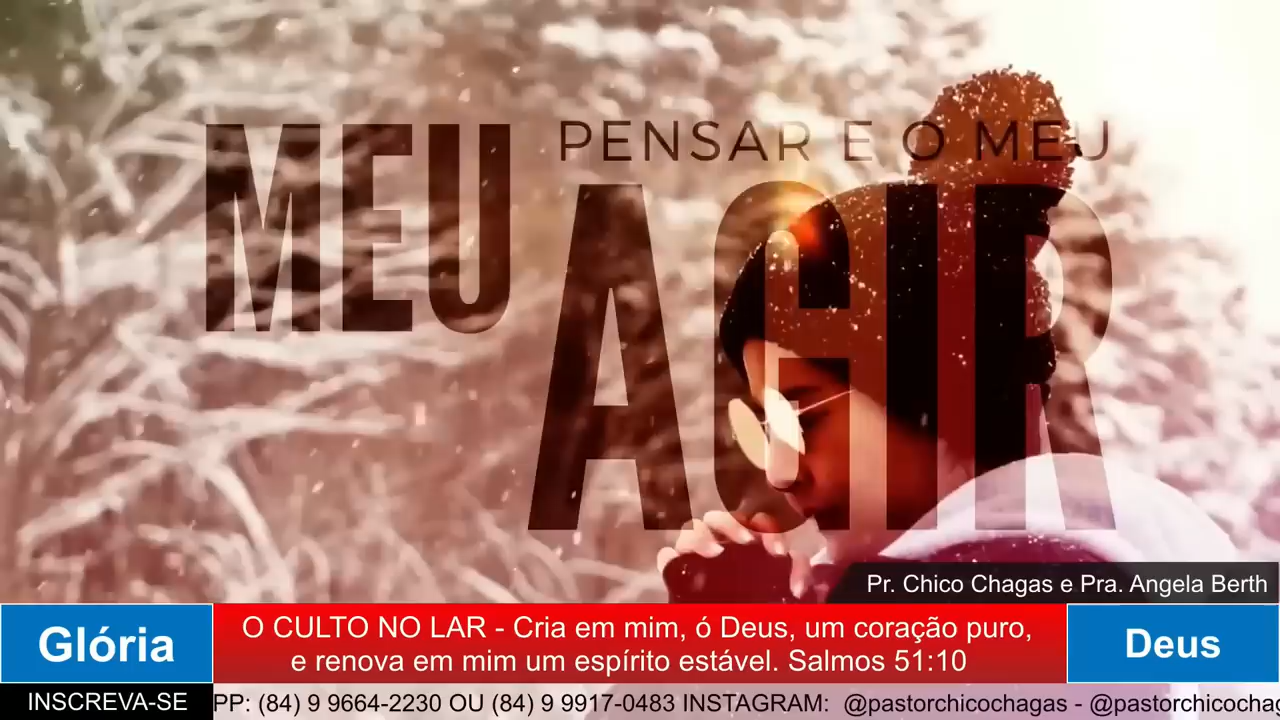 MEU PENSAR E O MEU
AGIR
Pr. Chico Chagas e Pra. Angela Berth
Glória
O CULTO NO LAR - Cria em mim, ó Deus, um coração puro,
e renova em mim um espírito estável. Salmos 51:10
Deus
INSCREVA-SE
PP: (84) 9 9664-2230 OU (84) 9 9917-0483 INSTAGRAM: @pastorchicochagas - @pastorchicochag